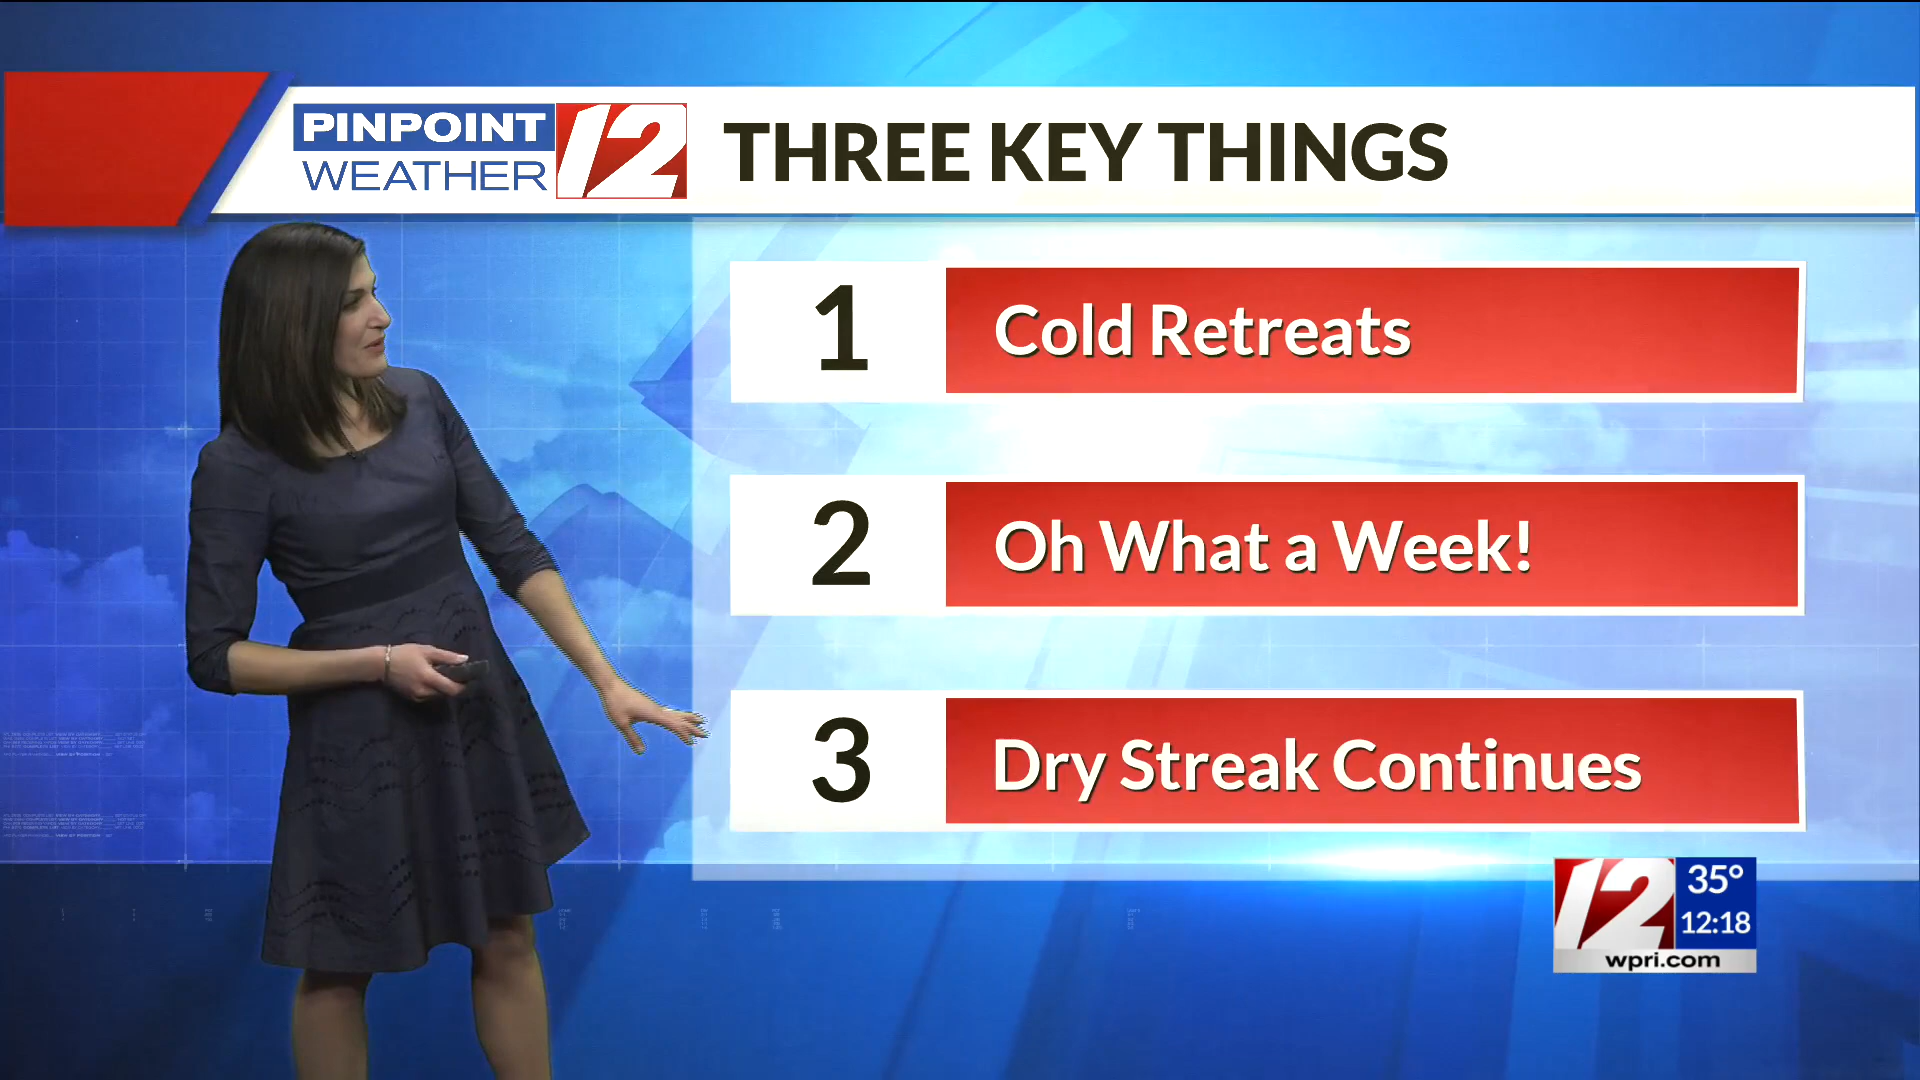 PINPOINT
WEATHER 12
THREE KEY THINGS
1 Cold Retreats
2 Oh What a Week!
3 Dry Streak Continues
12
35°
12:18
wpri.com